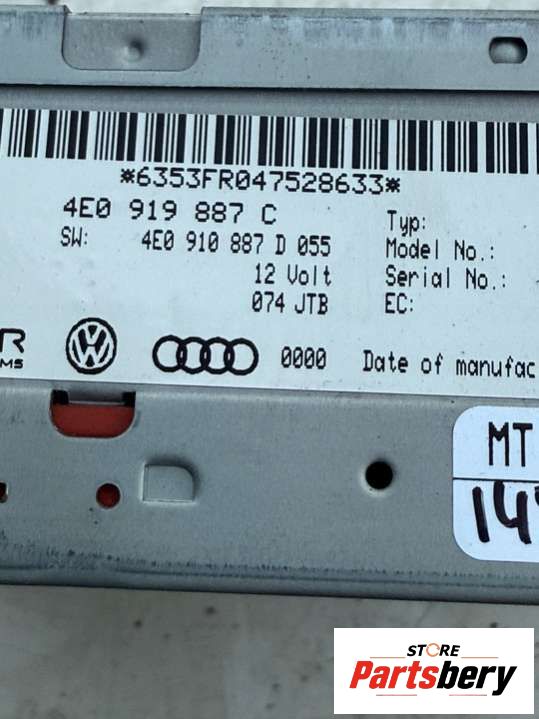 *6353FR047528633*
4E0 919 887 C
SW: 4E0 910 887 D 055
12 Volt
074 JTB
Typ:
Model No.:
Serial No.:
EC:
0000 Date of manufac
MT
STORE
Partsbery